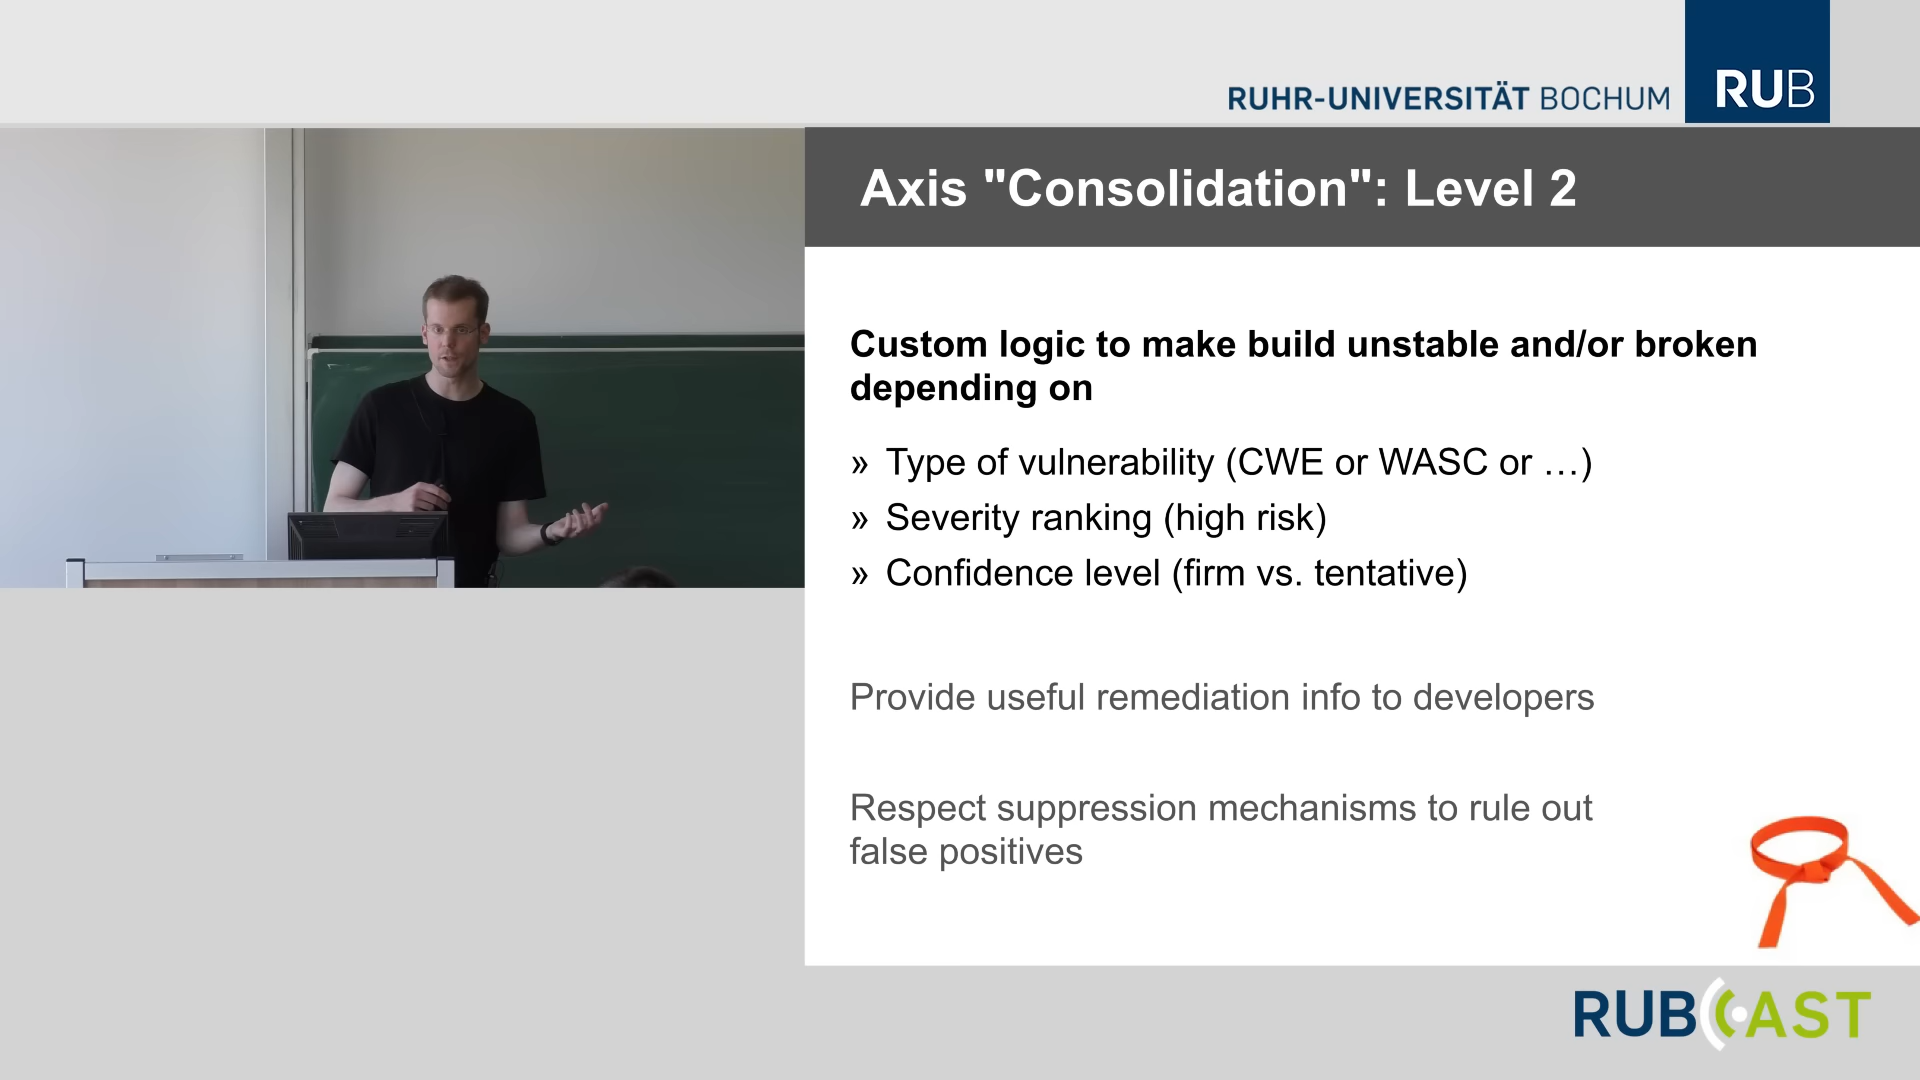 RUHR-UNIVERSITÄT BOCHUM
RUB
Axis "Consolidation": Level 2
Custom logic to make build unstable and/or broken
depending on
» Type of vulnerability (CWE or WASC or …)
» Severity ranking (high risk)
» Confidence level (firm vs. tentative)
Provide useful remediation info to developers
Respect suppression mechanisms to rule out
false positives
RUBCAST